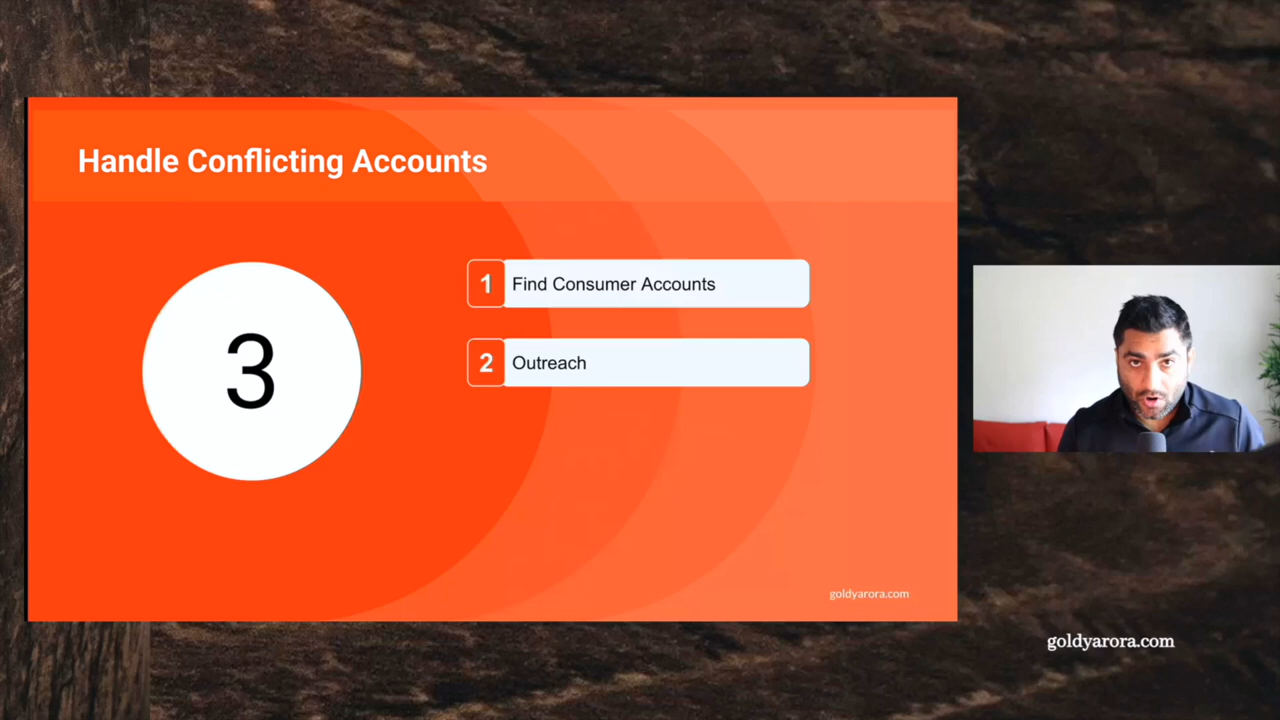 Handle Conflicting Accounts
3
1 Find Consumer Accounts
2 Outreach
goldyarora.com
goldyarora.com